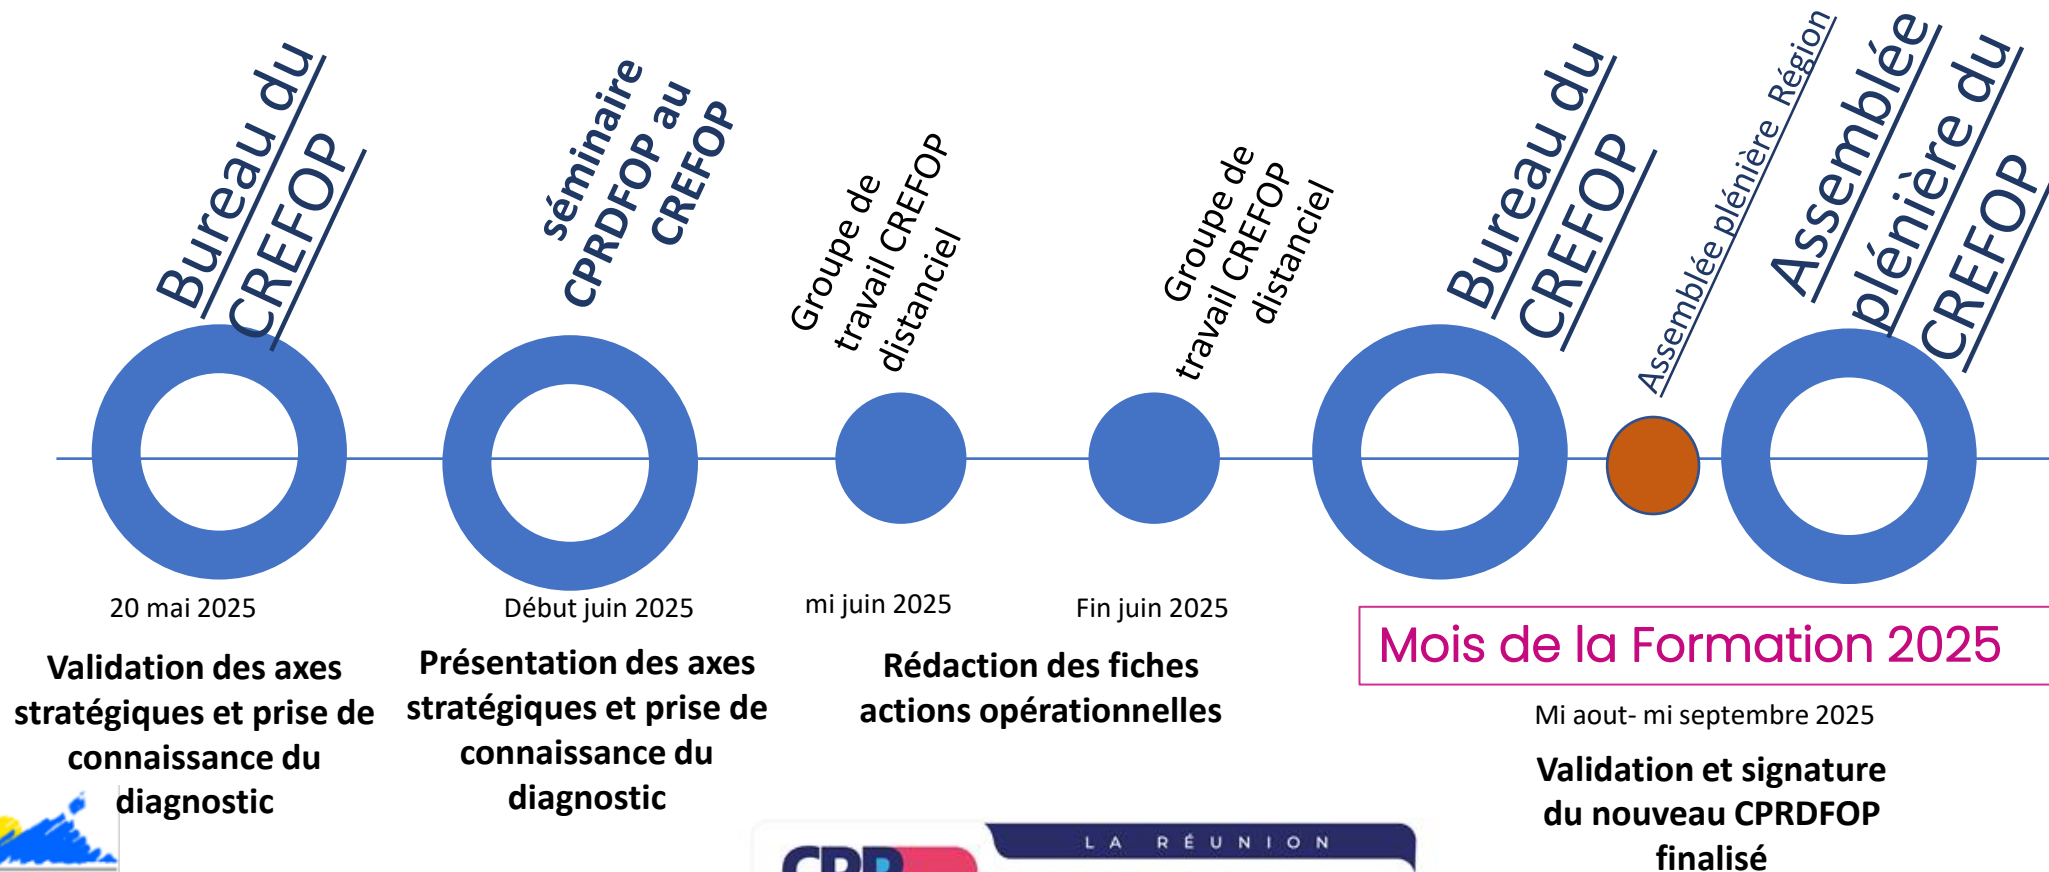 Bureau du
CREFOP
séminaire
CPRDFOP au
CREFOP
Groupe de
travail CREFOP
distanciel
Groupe de
travail CREFOP
distanciel
Bureau du
CREFOP
Assemblée plénière Région
Assemblée
plénière du
CREFOP
20 mai 2025
Validation des axes
stratégiques et prise de
connaissance du
diagnostic
Début juin 2025
Présentation des axes
stratégiques et prise de
connaissance du
diagnostic
mi juin 2025
Fin juin 2025
Rédaction des fiches
actions opérationnelles
Mois de la Formation 2025
Mi aout- mi septembre 2025
Validation et signature
du nouveau CPRDFOP
finalisé
LA RÉUNION